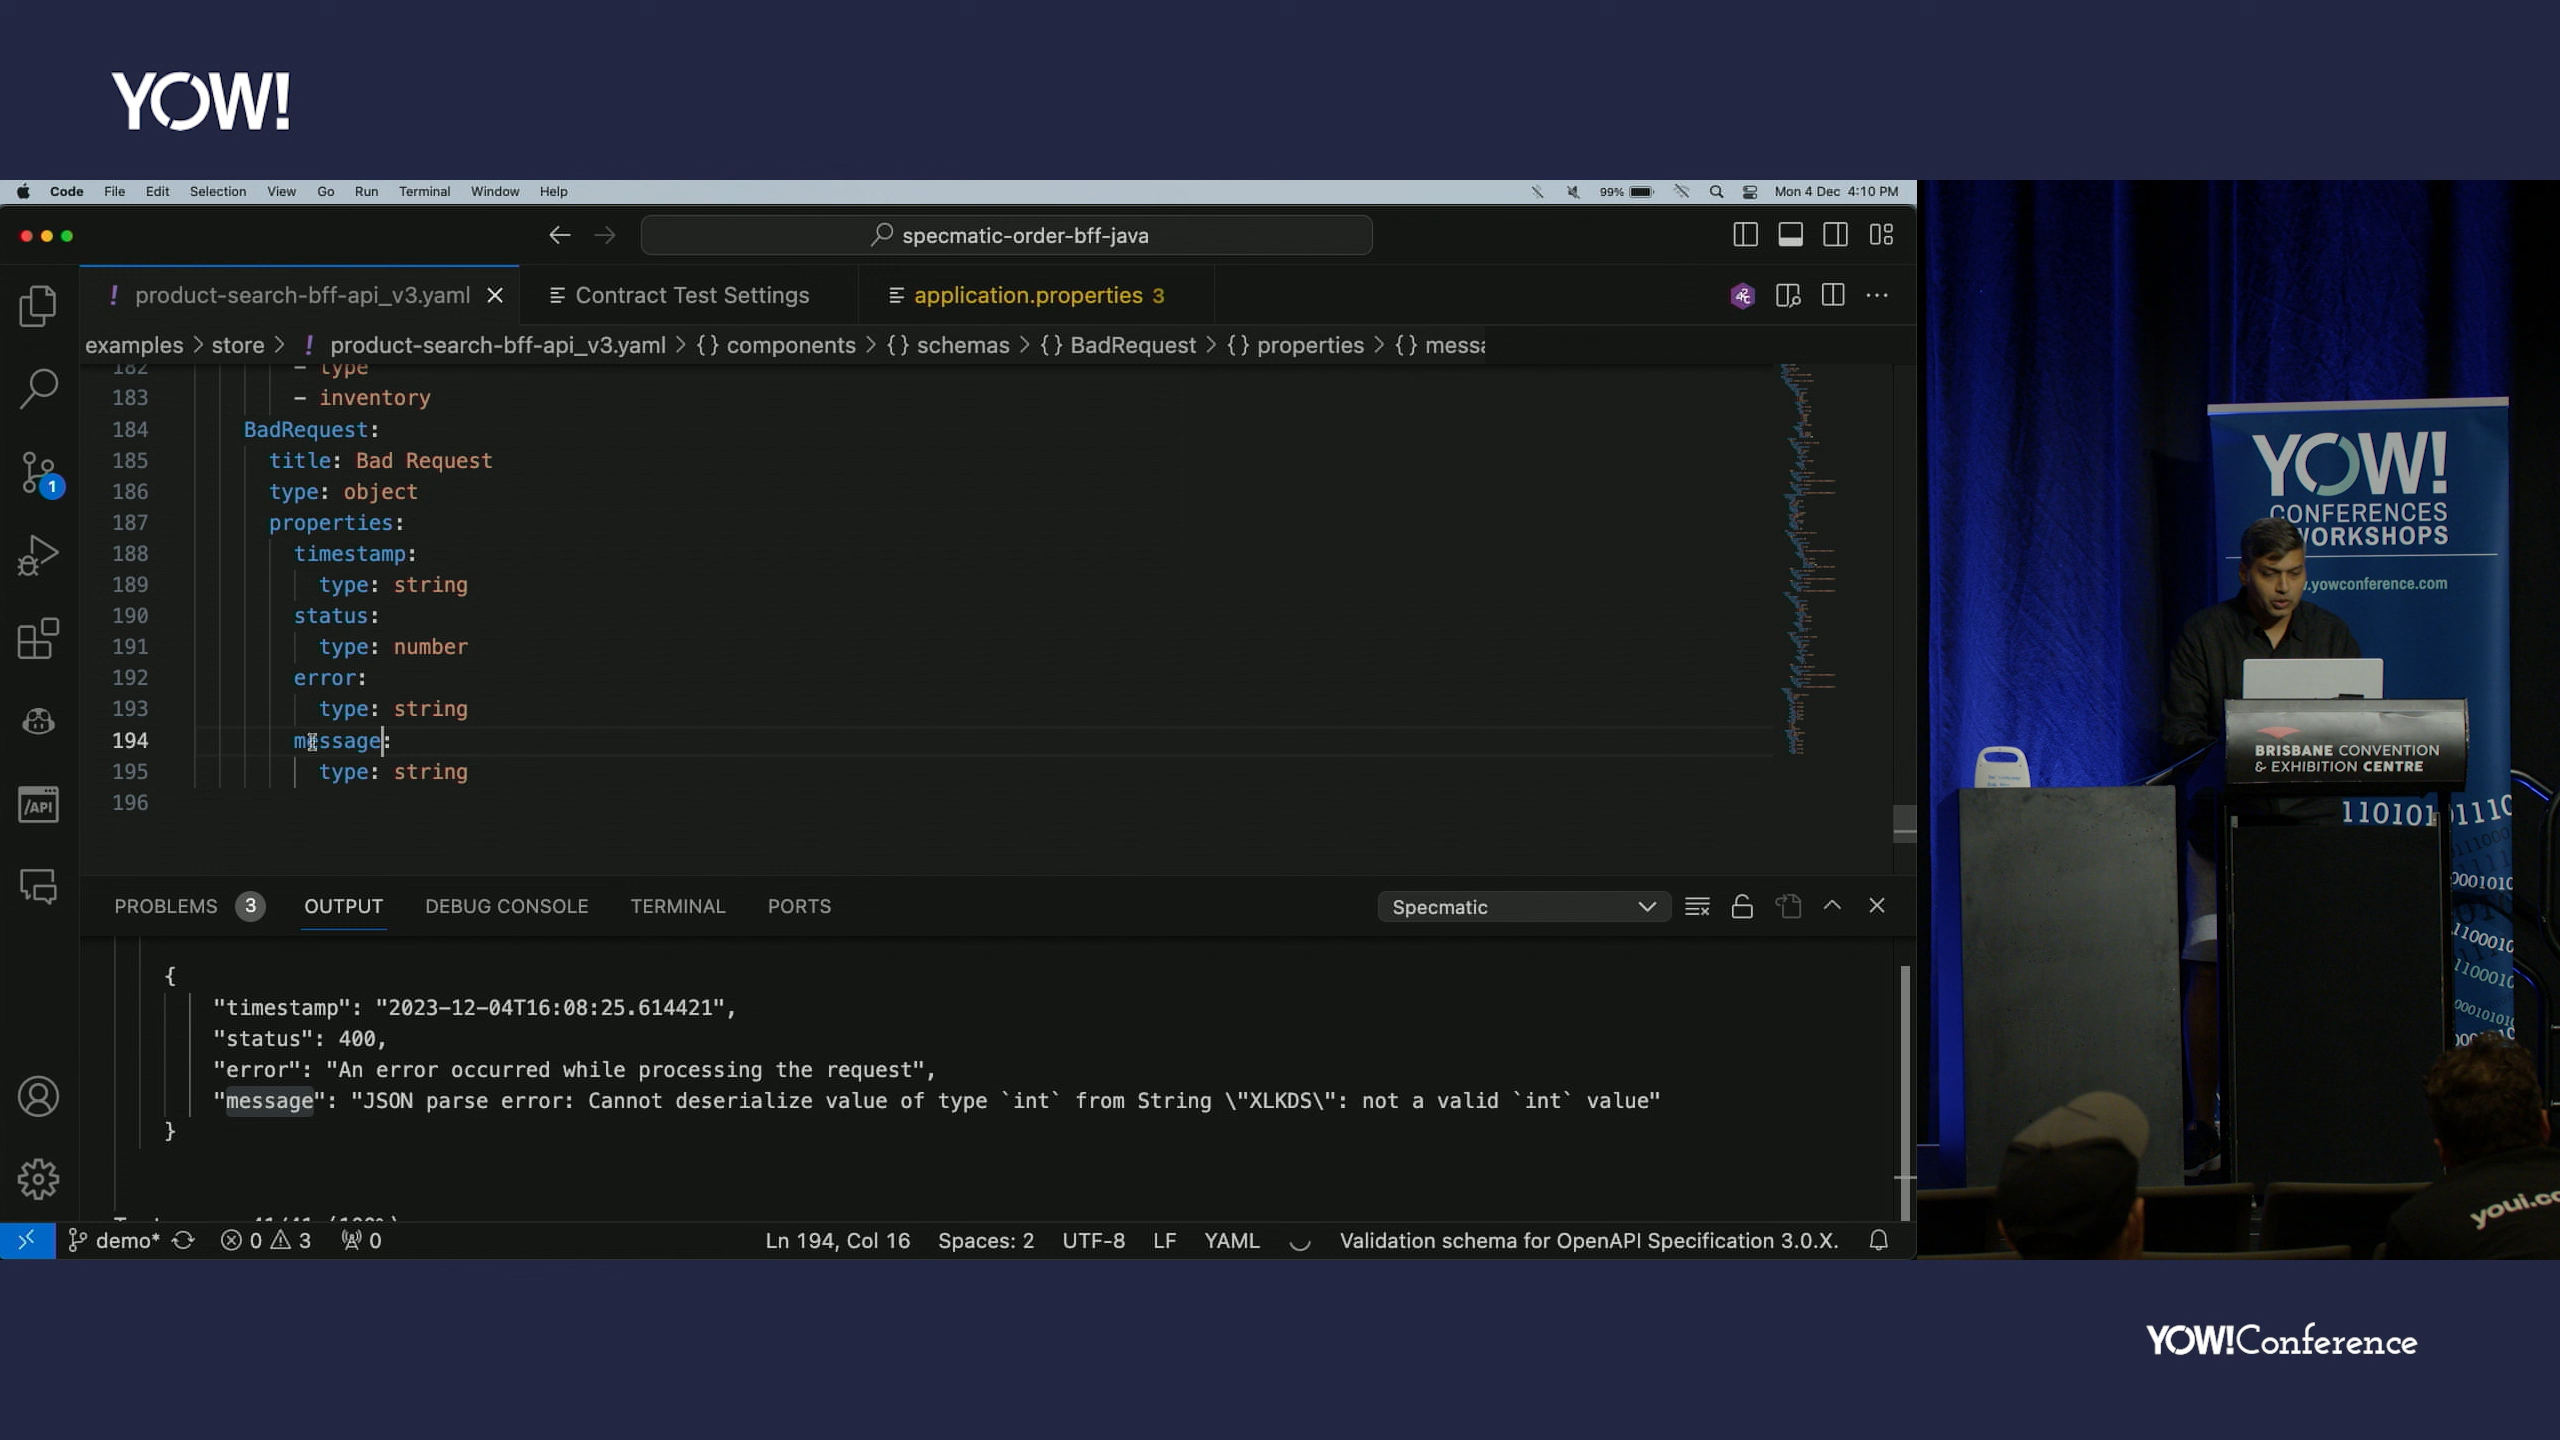 YOW!
Code File Edit Selection View Go Run Terminal Window Help 99% Mon 4 Dec 4:10 PM
specmatic-order-bff-java
! product-search-bff-api_v3.yaml Contract Test Settings application.properties 3
examples > store > ! product-search-bff-api_v3.yaml > {} components > {} schemas > {} BadRequest > {} properties > {} messa
182 - type
183 - inventory
184 BadRequest:
185 title: Bad Request
186 type: object
187 properties:
188 timestamp:
189 type: string
190 status:
191 type: number
192 error:
193 type: string
194 message:
195 type: string
196
1
/API
PROBLEMS 3 OUTPUT DEBUG CONSOLE TERMINAL PORTS Specmatic
{
"timestamp": "2023-12-04T16:08:25.614421",
"status": 400,
"error": "An error occurred while processing the request",
"message": "JSON parse error: Cannot deserialize value of type `int` from String \"XLKDS\": not a valid `int` value"
}
demo* 0 3 0 Ln 194, Col 16 Spaces: 2 UTF-8 LF YAML Validation schema for OpenAPI Specification 3.0.X.
YOW!
CONFERENCES
WORKSHOPS
.yowconference.com
BRISBANE CONVENTION
& EXHIBITION CENTRE
youi.co
YOW!Conference